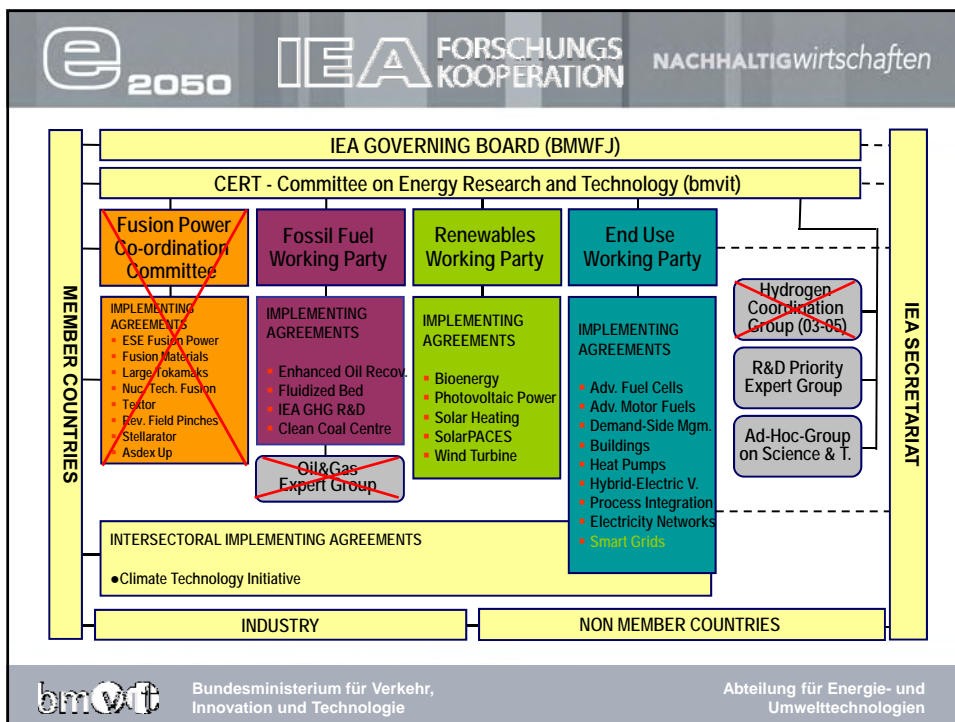 e2050
IEA FORSCHUNGS
KOOPERATION
NACHHALTIGwirtschaften
IEA GOVERNING BOARD (BMWFJ)
CERT - Committee on Energy Research and Technology (bmvit)
MEMBER COUNTRIES
Fusion Power
Co-ordination
Committee
IMPLEMENTING
AGREEMENTS
▪ ESE Fusion Power
▪ Fusion Materials
▪ Large Tokamaks
▪ Nuc. Tech. Fusion
▪ Textor
▪ Rev. Field Pinches
▪ Stellarator
▪ Asdex Up
Fossil Fuel
Working Party
IMPLEMENTING
AGREEMENTS
▪ Enhanced Oil Recov.
▪ Fluidized Bed
▪ IEA GHG R&D
▪ Clean Coal Centre
Oil&Gas
Expert Group
Renewables
Working Party
IMPLEMENTING
AGREEMENTS
▪ Bioenergy
▪ Photovoltaic Power
▪ Solar Heating
▪ SolarPACES
▪ Wind Turbine
End Use
Working Party
IMPLEMENTING
AGREEMENTS
▪ Adv. Fuel Cells
▪ Adv. Motor Fuels
▪ Demand-Side Mgm.
▪ Buildings
▪ Heat Pumps
▪ Hybrid-Electric V.
▪ Process Integration
▪ Electricity Networks
▪ Smart Grids
Hydrogen
Coordination
Group (03-05)
R&D Priority
Expert Group
Ad-Hoc-Group
on Science & T.
IEA SECRETARIAT
INTERSECTORAL IMPLEMENTING AGREEMENTS
●Climate Technology Initiative
INDUSTRY
NON MEMBER COUNTRIES
bmvit
Bundesministerium für Verkehr,
Innovation und Technologie
Abteilung für Energie- und
Umwelttechnologien